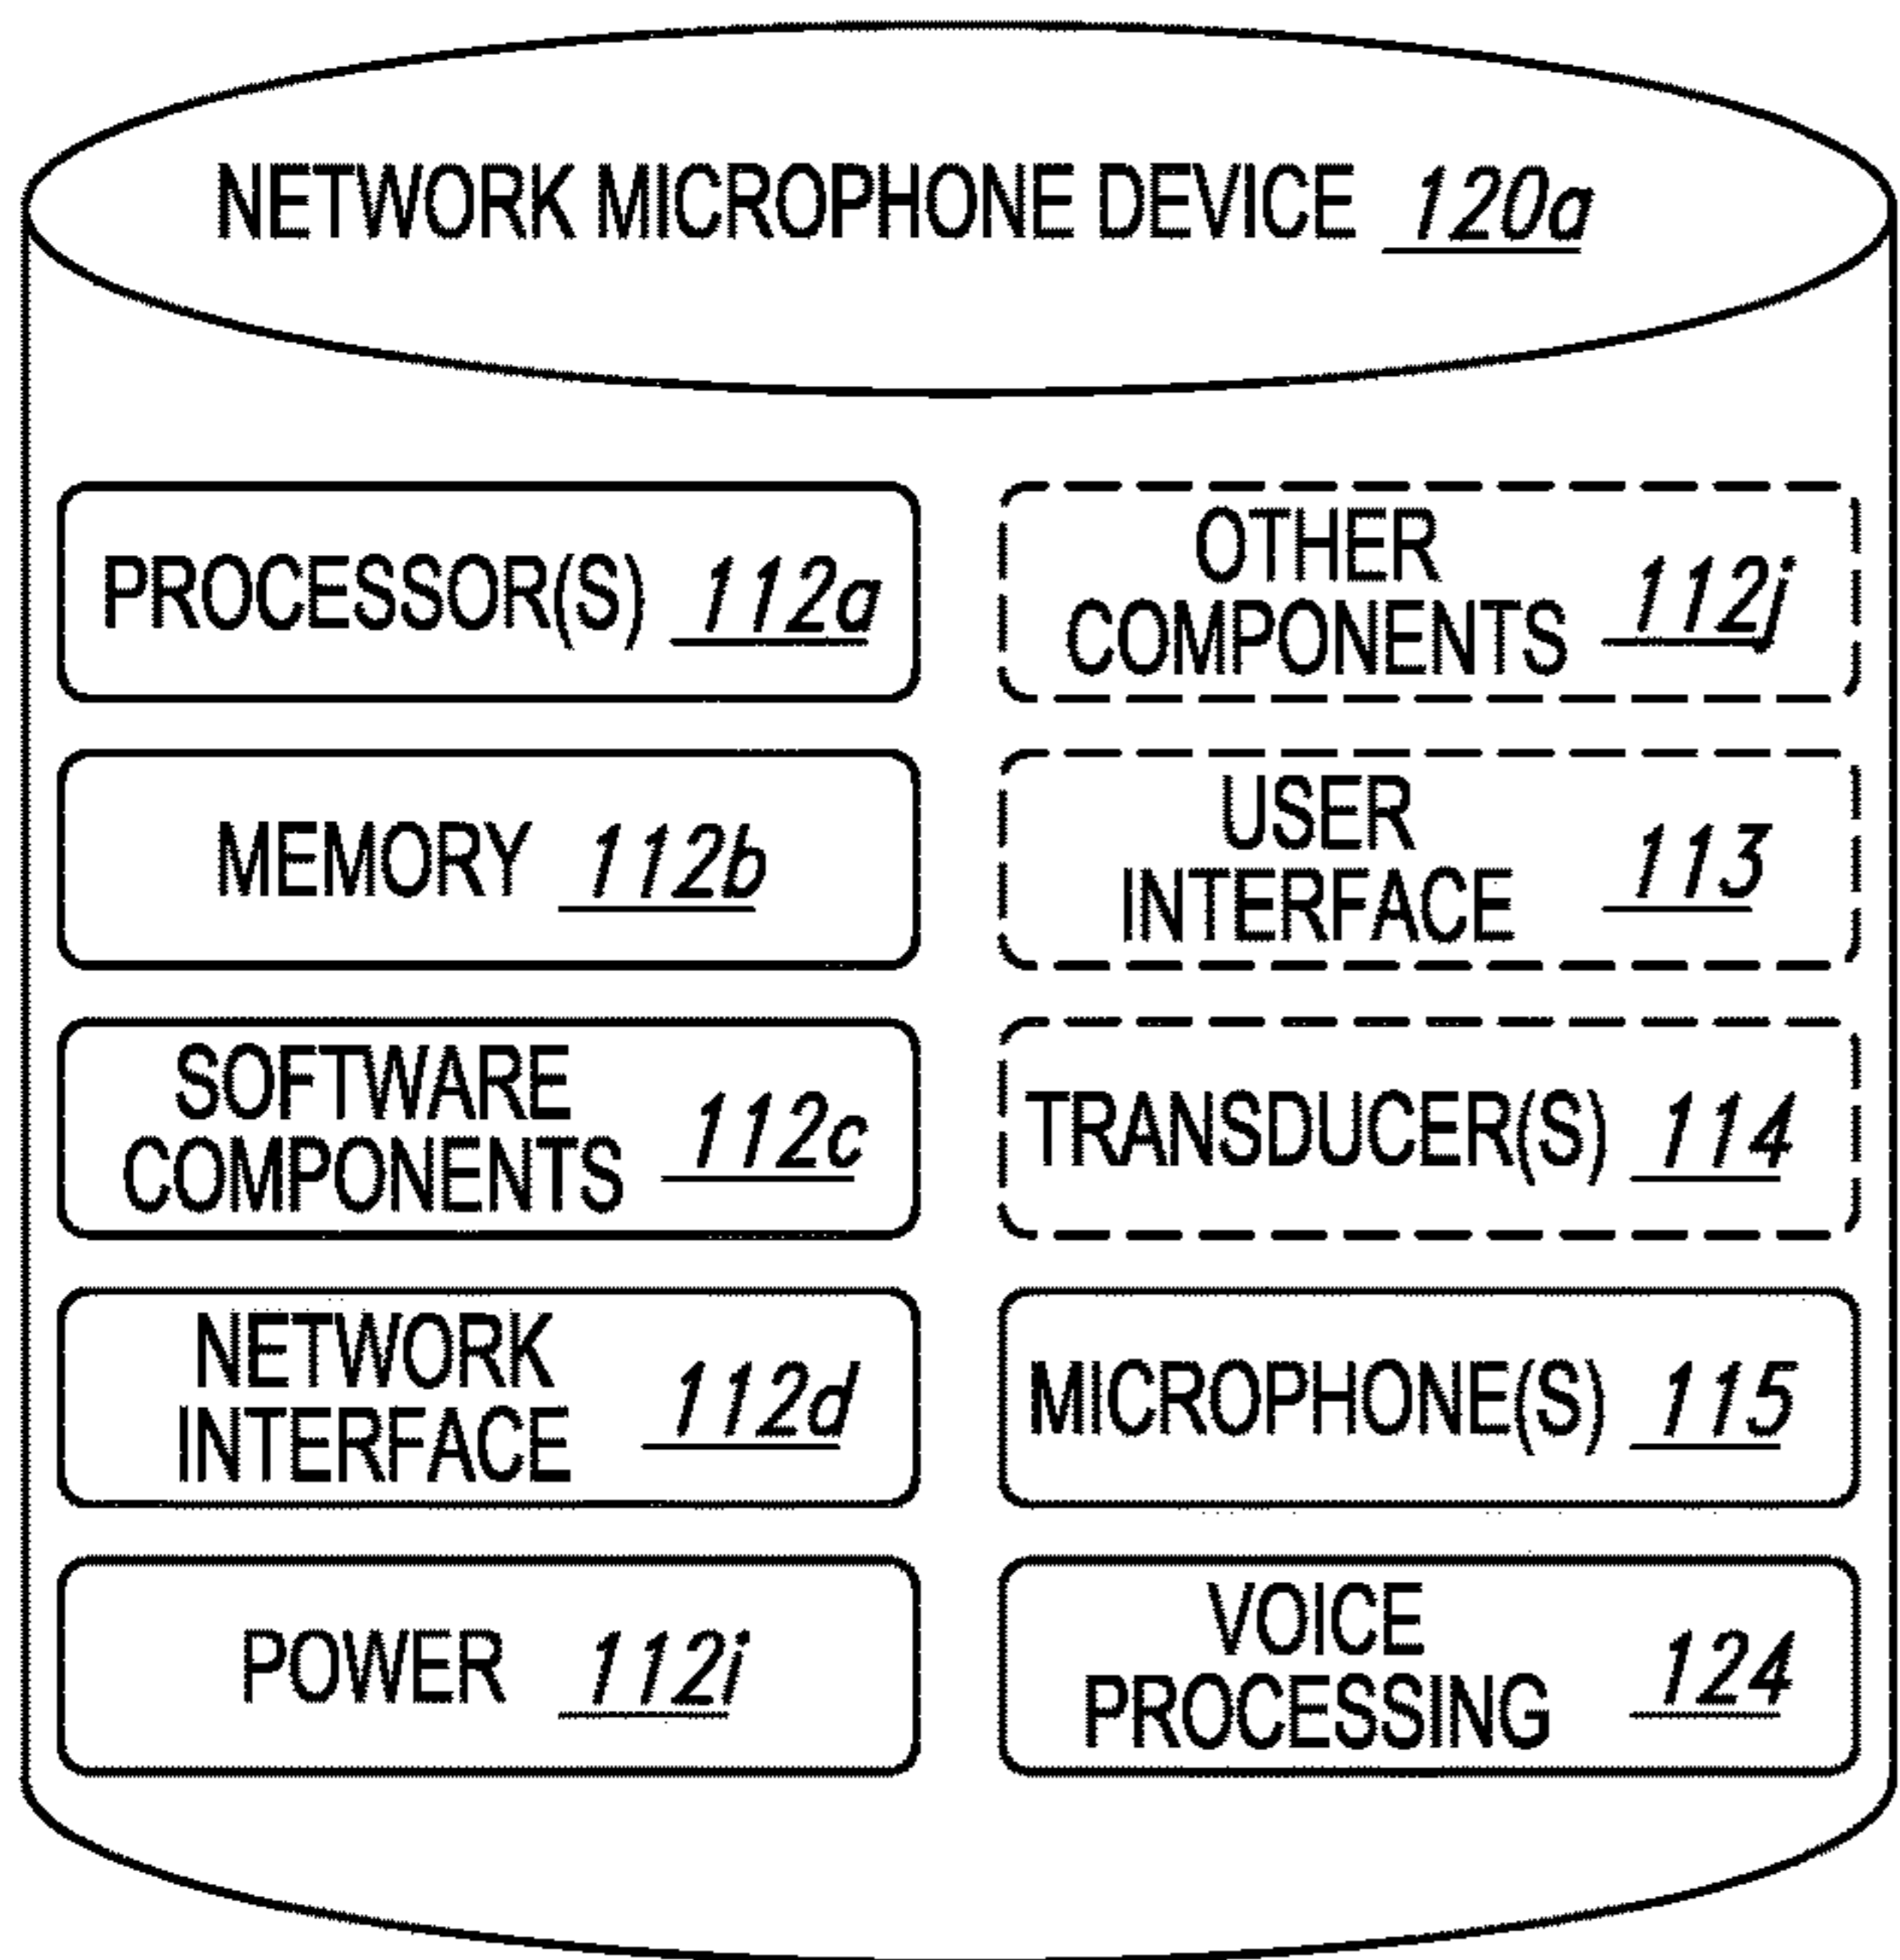 NETWORK MICROPHONE DEVICE 120a
PROCESSOR(S) 112a
MEMORY 112b
SOFTWARE
COMPONENTS 112c
NETWORK
INTERFACE 112d
POWER 112i
OTHER
COMPONENTS 112j
USER
INTERFACE 113
TRANSDUCER(S) 114
MICROPHONE(S) 115
VOICE
PROCESSING 124